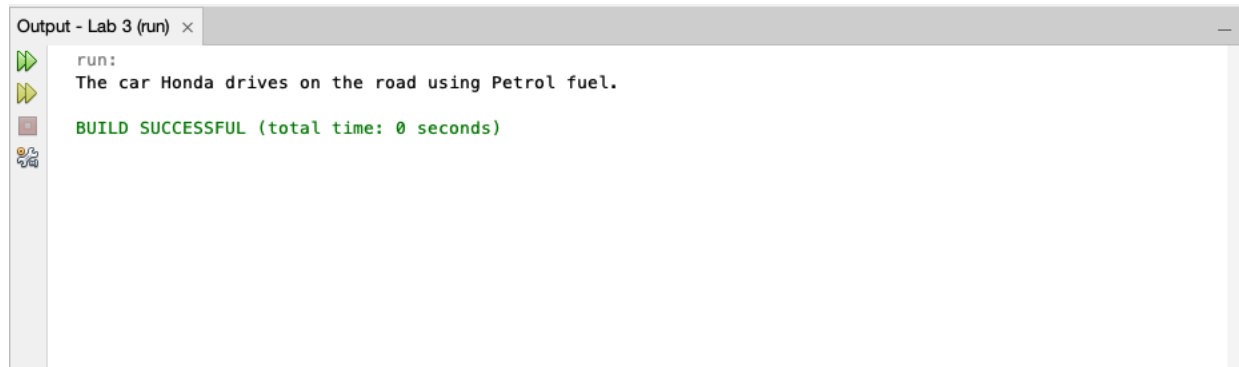 Output - Lab 3 (run) ×
run:
The car Honda drives on the road using Petrol fuel.
BUILD SUCCESSFUL (total time: 0 seconds)